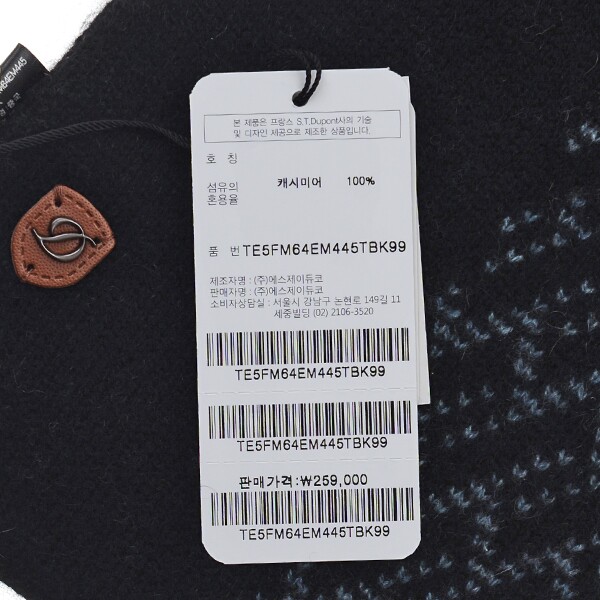 84EM445
본 제품은 프랑스 S.T.Dupont사의 기술
및 디자인 제공으로 제조한 상품입니다.
호 칭
섬유의 혼용율 캐시미어 100%
품 번 TE5FM64EM445TBK99
제조자명 : (주)에스제이듀코
판매자명 : (주)에스제이듀코
소비자상담실 : 서울시 강남구 논현로 149길 11
세중빌딩 (02) 2106-3520
TE5FM64EM445TBK99
TE5FM64EM445TBK99
판매가격:₩259,000
TE5FM64EM445TBK99